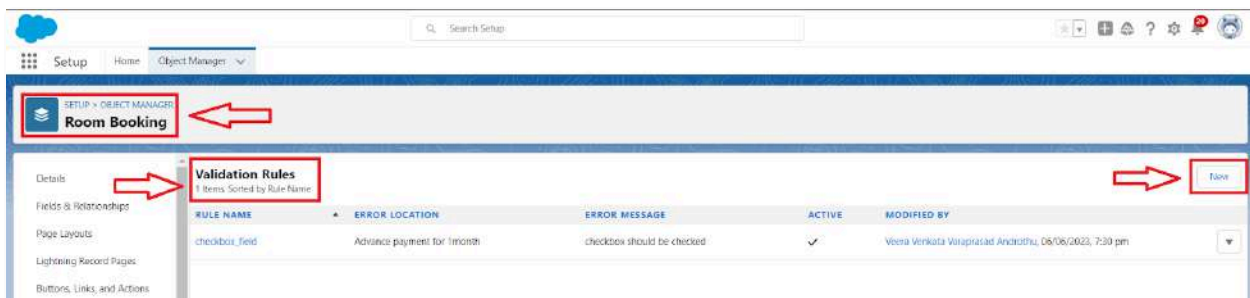 Search Setup
20
Setup Home Object Manager
SETUP > OBJECT MANAGER
Room Booking
Details
Fields & Relationships
Page Layouts
Lightning Record Pages
Buttons, Links, and Actions
Validation Rules
1 Items, Sorted by Rule Name
New
RULE NAME ERROR LOCATION ERROR MESSAGE ACTIVE MODIFIED BY
checkbox_field Advance payment for 1month checkbox should be checked Veera Venkata Varaprasad Androthu, 06/06/2023, 7:30 pm